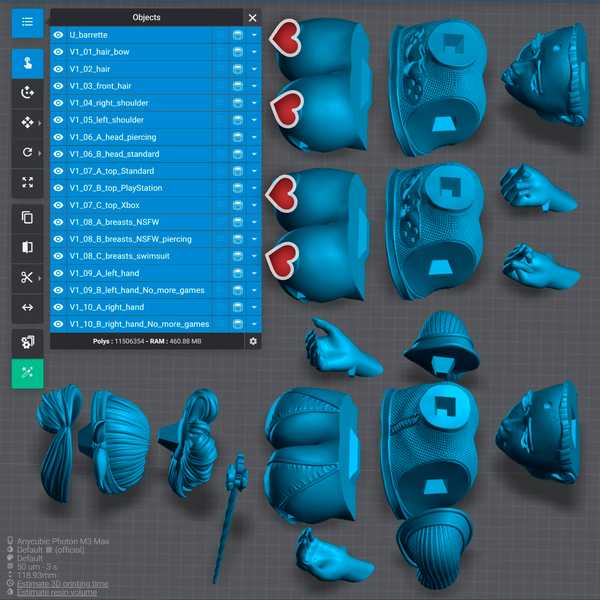 Objects
U_barrette
V1_01_hair_bow
V1_02_hair
V1_03_front_hair
V1_04_right_shoulder
V1_05_left_shoulder
V1_06_A_head_piercing
V1_06_B_head_standard
V1_07_A_top_Standard
V1_07_B_top_PlayStation
V1_07_C_top_Xbox
V1_08_A_breasts_NSFW
V1_08_B_breasts_NSFW_piercing
V1_08_C_breasts_swimsuit
V1_09_A_left_hand
V1_09_B_left_hand_No_more_games
V1_10_A_right_hand
V1_10_B_right_hand_No_more_games
Polys : 11506354 - RAM : 460.88 MB
Anycubic Photon M3 Max
Default (official)
Default
50 um - 3 s
118.93mm
Estimate 3D printing time
Estimate resin volume